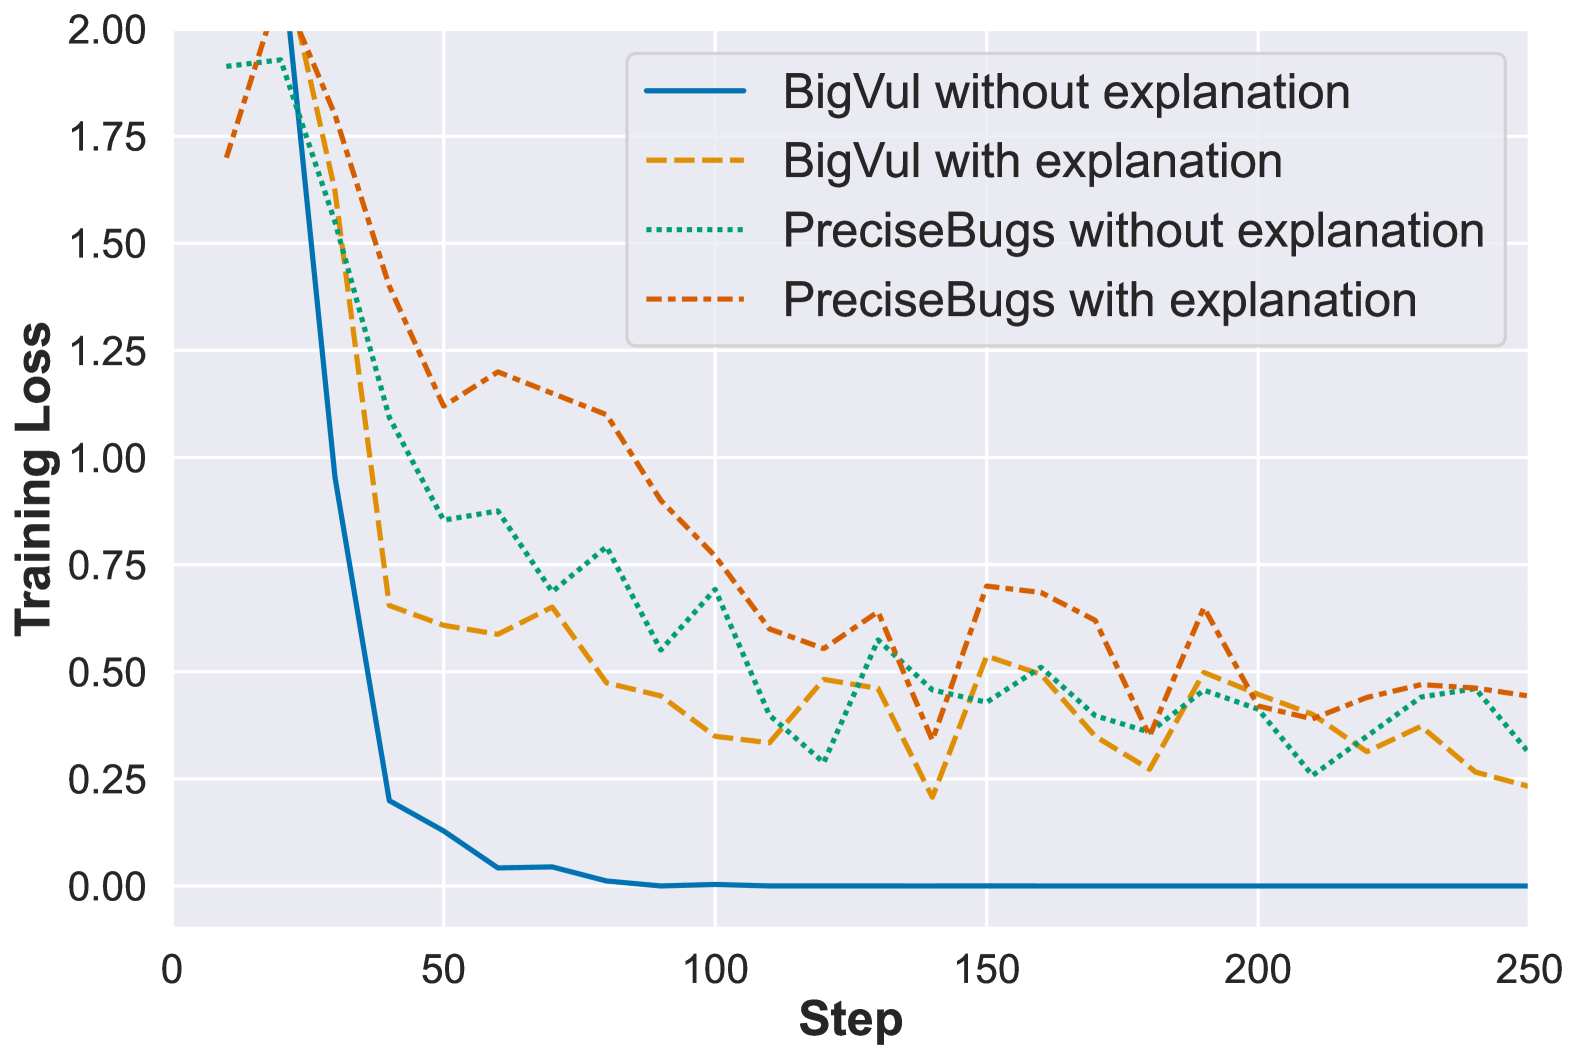 2.00
1.75
1.50
1.25
1.00
0.75
0.50
0.25
0.00
Training Loss
BigVul without explanation
BigVul with explanation
PreciseBugs without explanation
PreciseBugs with explanation
0 50 100 150 200 250
Step